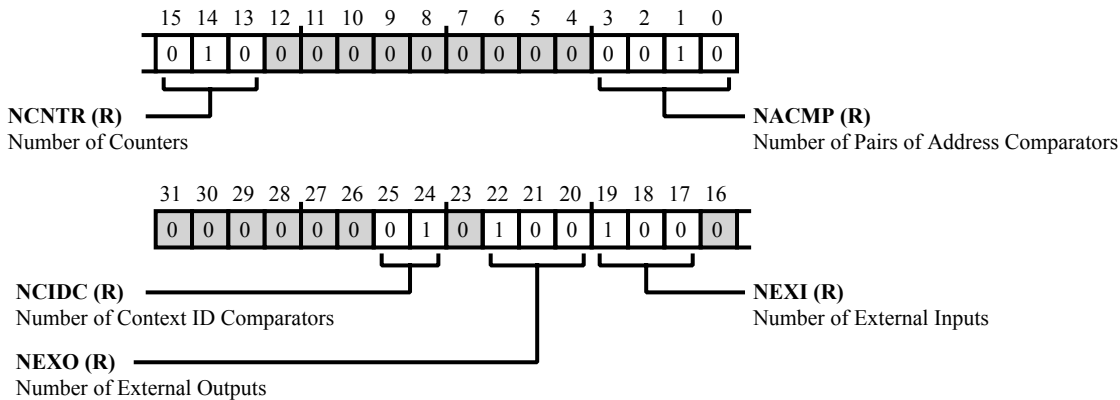 15 14 13 12 11 10 9 8 7 6 5 4 3 2 1 0
0 1 0 0 0 0 0 0 0 0 0 0 0 0 1 0
NCNTR (R)
Number of Counters
NACMP (R)
Number of Pairs of Address Comparators
31 30 29 28 27 26 25 24 23 22 21 20 19 18 17 16
0 0 0 0 0 0 0 1 0 1 0 0 1 0 0 0
NCIDC (R)
Number of Context ID Comparators
NEXI (R)
Number of External Inputs
NEXO (R)
Number of External Outputs